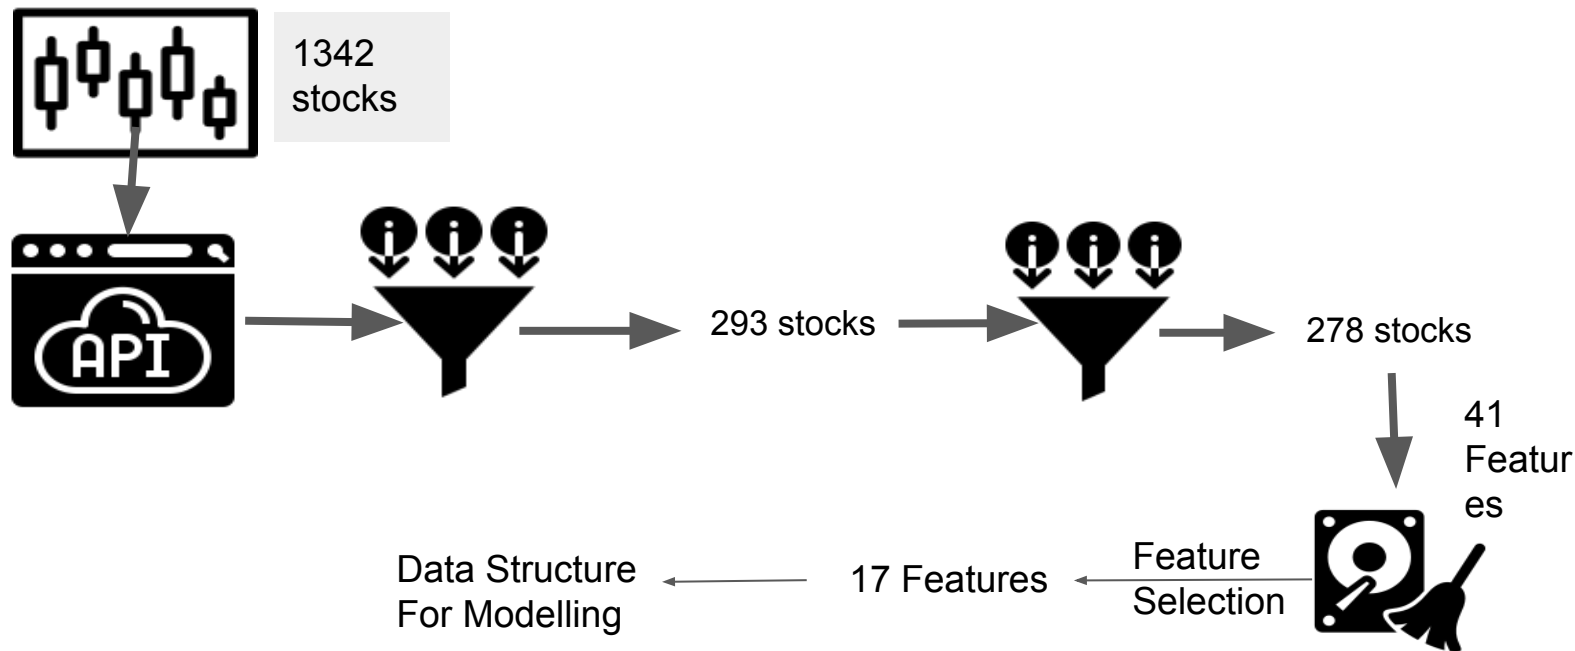 1342
stocks
API
293 stocks
278 stocks
41
Featur
es
Feature
Selection
17 Features
Data Structure
For Modelling